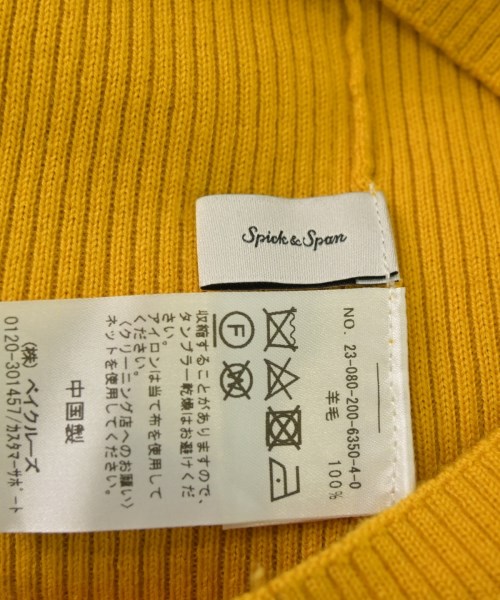 Spick & Span
NO. 23-080-200-6350-4-0
羊毛 100%
F
収縮することがありますので、
タンブラー乾燥はお避けくだ
さい。
アイロンは当て布を使用して
ください。
〈クリーニング店へのお願い〉
ネットを使用してください。
中国製
(株) ベイクルーズ
0120-301457/カスタマーサポート